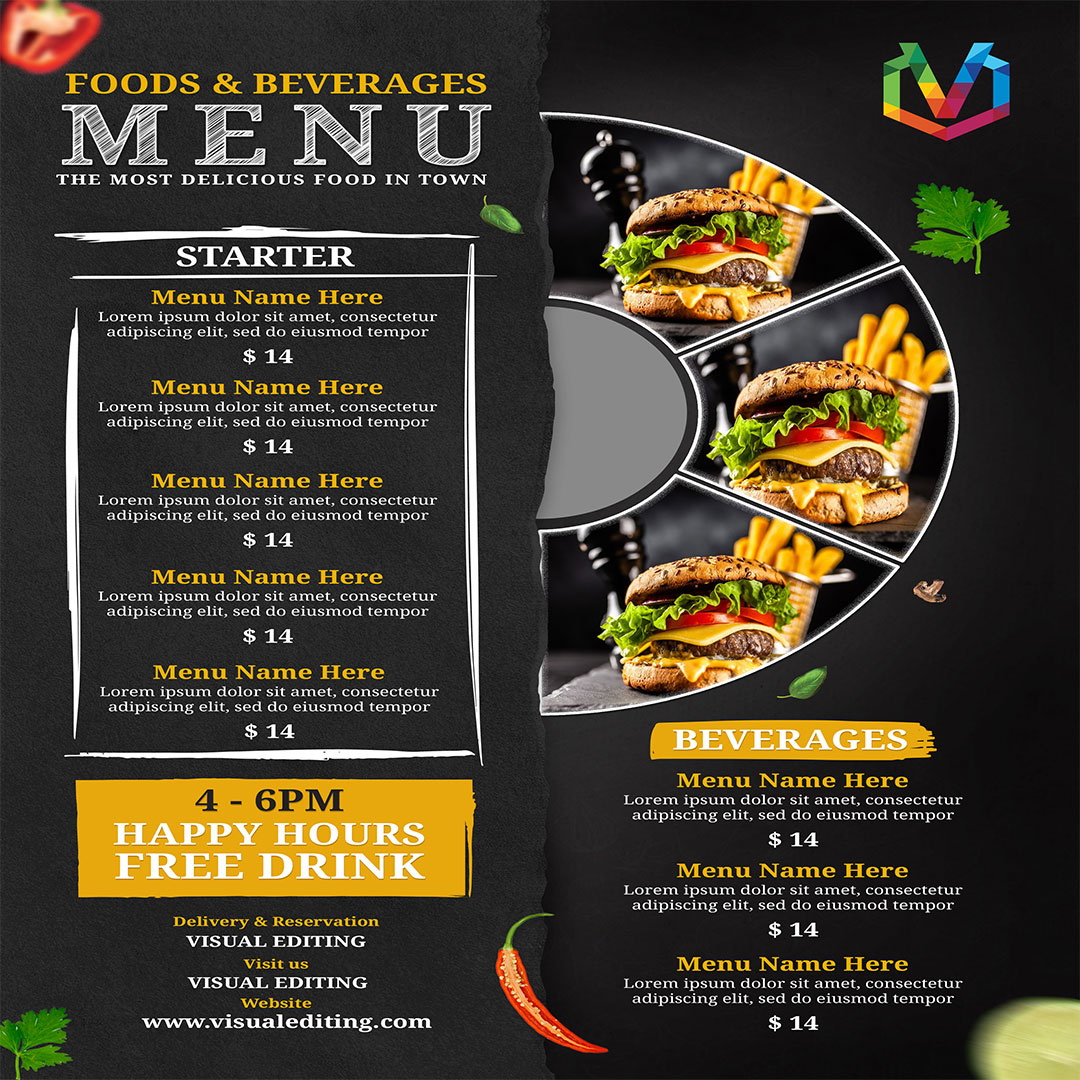 FOODS & BEVERAGES
MENU
THE MOST DELICIOUS FOOD IN TOWN
STARTER
Menu Name Here
Lorem ipsum dolor sit amet, consectetur
adipiscing elit, sed do eiusmod tempor
$ 14
Menu Name Here
Lorem ipsum dolor sit amet, consectetur
adipiscing elit, sed do eiusmod tempor
$ 14
Menu Name Here
Lorem ipsum dolor sit amet, consectetur
adipiscing elit, sed do eiusmod tempor
$ 14
Menu Name Here
Lorem ipsum dolor sit amet, consectetur
adipiscing elit, sed do eiusmod tempor
$ 14
Menu Name Here
Lorem ipsum dolor sit amet, consectetur
adipiscing elit, sed do eiusmod tempor
$ 14
4 - 6PM
HAPPY HOURS
FREE DRINK
Delivery & Reservation
VISUAL EDITING
Visit us
VISUAL EDITING
Website
www.visualediting.com
BEVERAGES
Menu Name Here
Lorem ipsum dolor sit amet, consectetur
adipiscing elit, sed do eiusmod tempor
$ 14
Menu Name Here
Lorem ipsum dolor sit amet, consectetur
adipiscing elit, sed do eiusmod tempor
$ 14
Menu Name Here
Lorem ipsum dolor sit amet, consectetur
adipiscing elit, sed do eiusmod tempor
$ 14